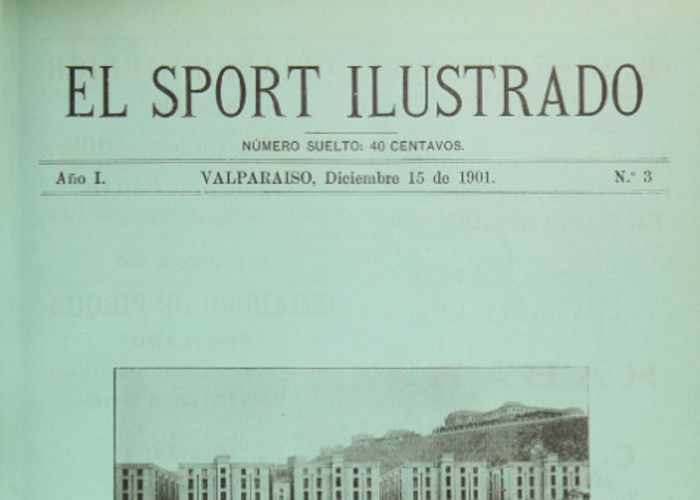 EL SPORT ILUSTRADO
NÚMERO SUELTO: 40 CENTAVOS.
Año I. VALPARAISO, Diciembre 15 de 1901. N.° 3